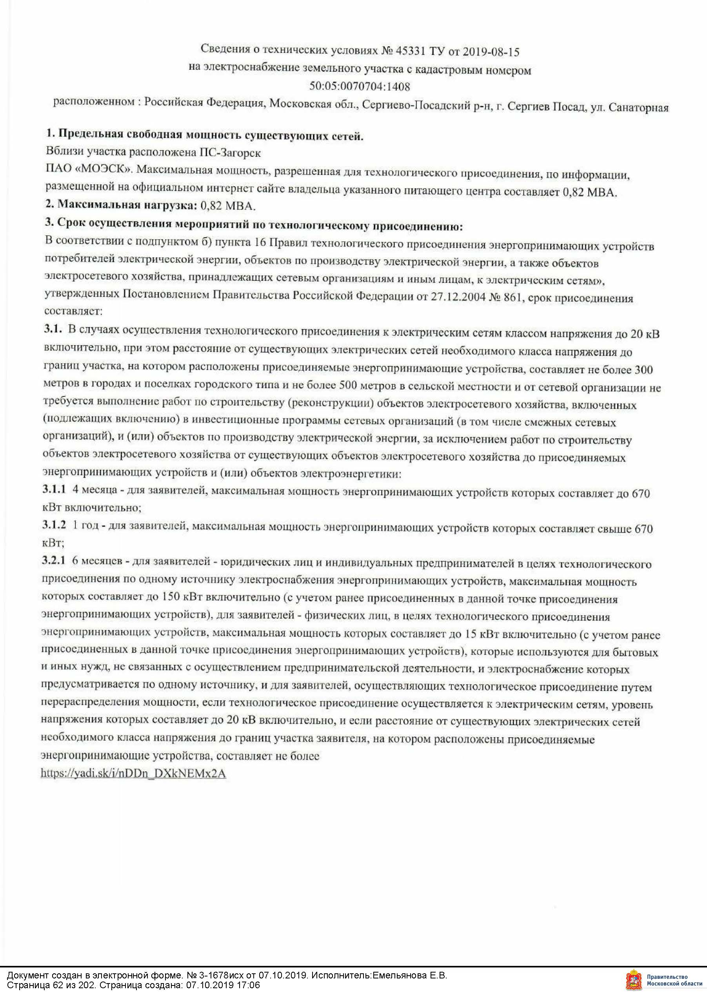 Сведения о технических условиях № 45331 ТУ от 2019-08-15
на электроснабжение земельного участка с кадастровым номером
50:05:0070704:1408
расположенном : Российская Федерация, Московская обл., Сергиево-Посадский р-н, г. Сергиев Посад, ул. Санаторная
1. Предельная свободная мощность существующих сетей.
Вблизи участка расположена ПС-Загорск
ПАО «МОЭСК». Максимальная мощность, разрешенная для технологического присоединения, по информации,
размещенной на официальном интернет сайте владельца указанного питающего центра составляет 0,82 МВА.
2. Максимальная нагрузка: 0,82 МВА.
3. Срок осуществления мероприятий по технологическому присоединению:
В соответствии с подпунктом б) пункта 16 Правил технологического присоединения энергопринимающих устройств
потребителей электрической энергии, объектов по производству электрической энергии, а также объектов
электросетевого хозяйства, принадлежащих сетевым организациям и иным лицам, к электрическим сетям»,
утвержденных Постановлением Правительства Российской Федерации от 27.12.2004 № 861, срок присоединения
составляет:
3.1. В случаях осуществления технологического присоединения к электрическим сетям классом напряжения до 20 кВ
включительно, при этом расстояние от существующих электрических сетей необходимого класса напряжения до
границ участка, на котором расположены присоединяемые энергопринимающие устройства, составляет не более 300
метров в городах и поселках городского типа и не более 500 метров в сельской местности и от сетевой организации не
требуется выполнение работ по строительству (реконструкции) объектов электросетевого хозяйства, включенных
(подлежащих включению) в инвестиционные программы сетевых организаций (в том числе смежных сетевых
организаций), и (или) объектов по производству электрической энергии, за исключением работ по строительству
объектов электросетевого хозяйства от существующих объектов электросетевого хозяйства до присоединяемых
энергопринимающих устройств и (или) объектов электроэнергетики:
3.1.1 4 месяца - для заявителей, максимальная мощность энергопринимающих устройств которых составляет до 670
кВт включительно;
3.1.2 1 год - для заявителей, максимальная мощность энергопринимающих устройств которых составляет свыше 670
кВт;
3.2.1 6 месяцев - для заявителей - юридических лиц и индивидуальных предпринимателей в целях технологического
присоединения по одному источнику электроснабжения энергопринимающих устройств, максимальная мощность
которых составляет до 150 кВт включительно (с учетом ранее присоединенных в данной точке присоединения
энергопринимающих устройств), для заявителей - физических лиц, в целях технологического присоединения
энергопринимающих устройств, максимальная мощность которых составляет до 15 кВт включительно (с учетом ранее
присоединенных в данной точке присоединения энергопринимающих устройств), которые используются для бытовых
и иных нужд, не связанных с осуществлением предпринимательской деятельности, и электроснабжение которых
предусматривается по одному источнику, и для заявителей, осуществляющих технологическое присоединение путем
перераспределения мощности, если технологическое присоединение осуществляется к электрическим сетям, уровень
напряжения которых составляет до 20 кВ включительно, и если расстояние от существующих электрических сетей
необходимого класса напряжения до границ участка заявителя, на котором расположены присоединяемые
энергопринимающие устройства, составляет не более
https://yadi.sk/i/nDDn_DXkNEMx2A
Документ создан в электронной форме. № 3-1678исх от 07.10.2019. Исполнитель:Емельянова Е.В.
Страница 62 из 202. Страница создана: 07.10.2019 17:06
Правительство
Московской области